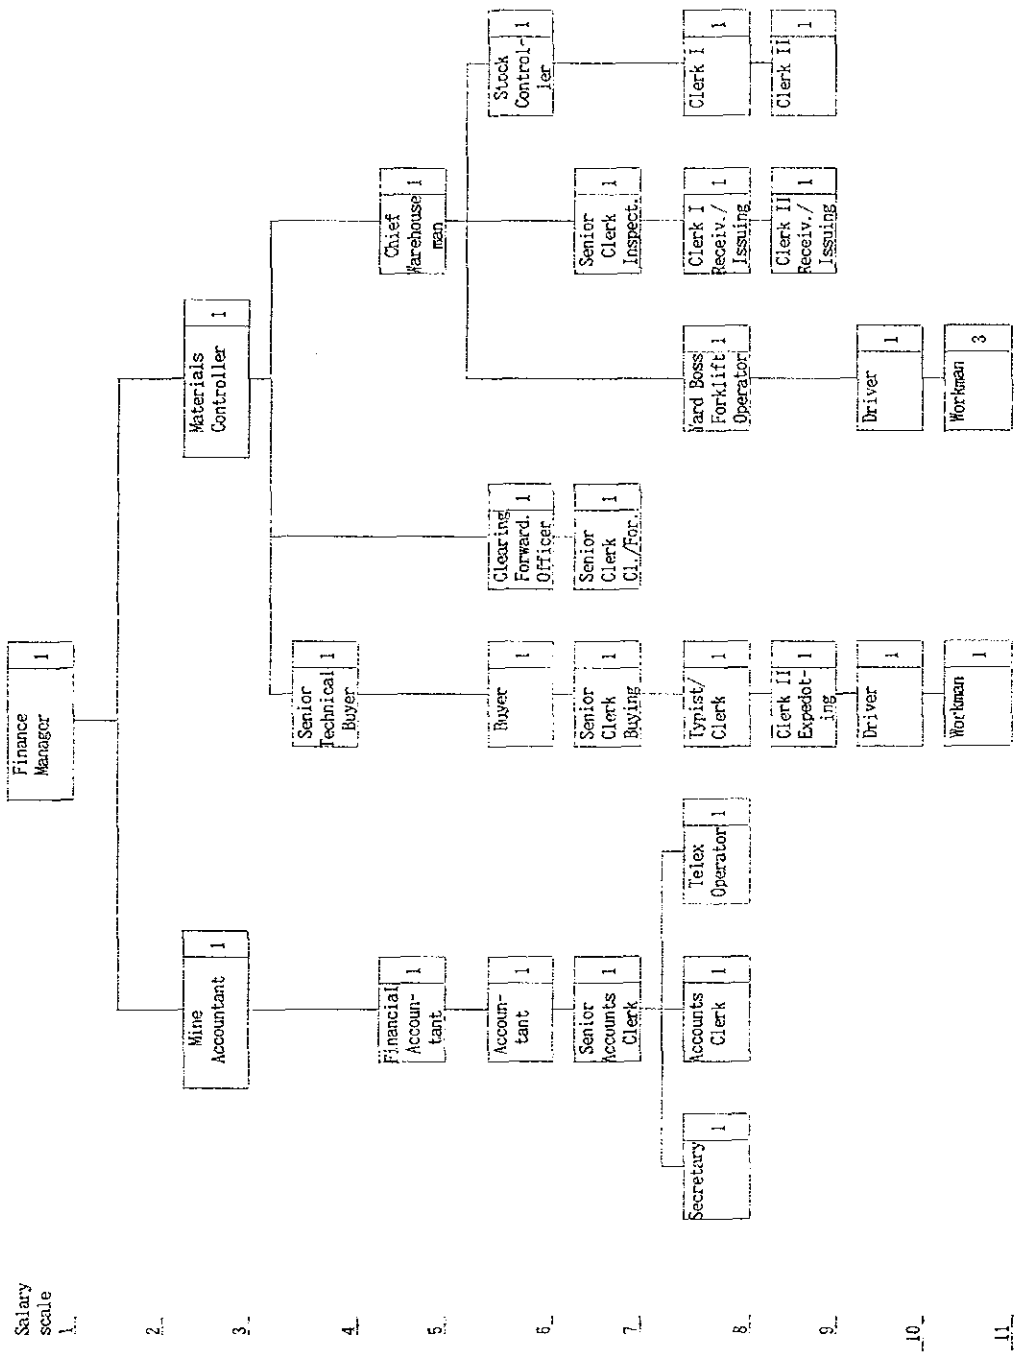 Salary
scale
1
Finance
Manager
1
2
3
Mine
Accountant
1
Materials
Controller
1
4
Senior
Technical
Buyer
1
5
Financial
Accoun-
tant
1
Chief
Warehouse
man
1
6
Accoun-
tant
1
Buyer
1
Clearing
Forward.
Officer
1
Stock
Control-
ler
1
7
Senior
Accounts
Clerk
1
Senior
Clerk
Buying
1
Senior
Clerk
Cl./For.
1
Senior
Clerk
Inspect.
1
8
Secretary
1
Accounts
Clerk
1
Telex
Operator
1
Typist/
Clerk
1
Yard Boss
Forklift
Operator
1
Clerk I
Receiv./
Issuing
1
Clerk I
1
9
Clerk II
Expedot-
ing
1
Clerk II
Receiv./
Issuing
1
Clerk II
1
10
Driver
1
Driver
1
11
Workman
1
Workman
3